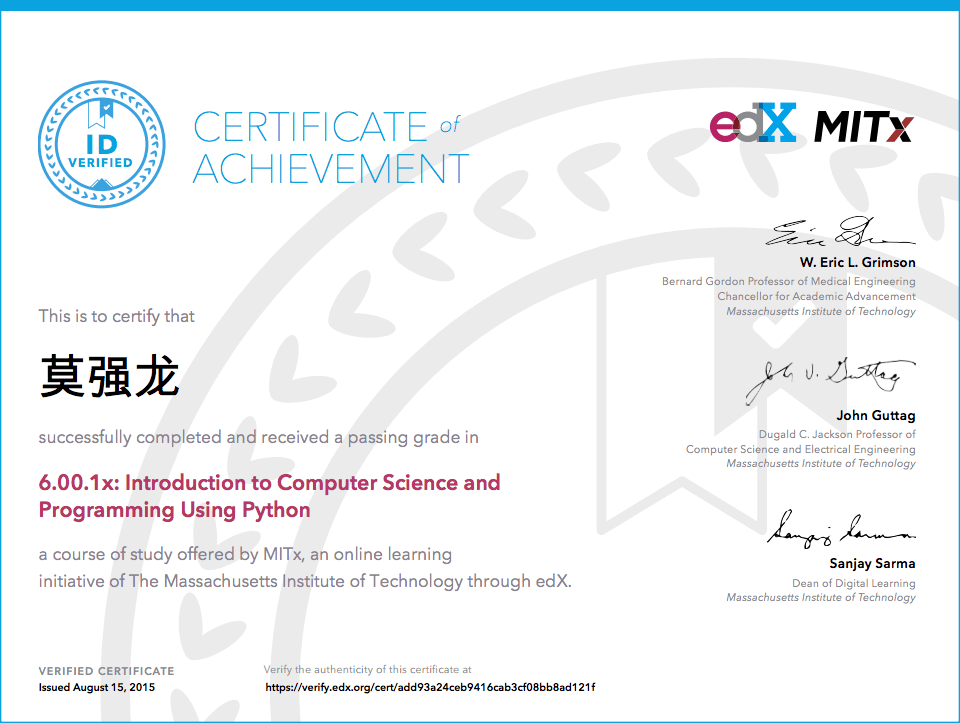 ID
VERIFIED
CERTIFICATE of
ACHIEVEMENT
edX MITx
W. Eric L. Grimson
Bernard Gordon Professor of Medical Engineering
Chancellor for Academic Advancement
Massachusetts Institute of Technology
This is to certify that
莫强龙
John V. Guttag
John Guttag
Dugald C. Jackson Professor of
Computer Science and Electrical Engineering
Massachusetts Institute of Technology
successfully completed and received a passing grade in
6.00.1x: Introduction to Computer Science and
Programming Using Python
a course of study offered by MITx, an online learning
initiative of The Massachusetts Institute of Technology through edX.
Sanjay Sarma
Sanjay Sarma
Dean of Digital Learning
Massachusetts Institute of Technology
VERIFIED CERTIFICATE
Issued August 15, 2015
Verify the authenticity of this certificate at
https://verify.edx.org/cert/add93a24ceb9416cab3cf08bb8ad121f